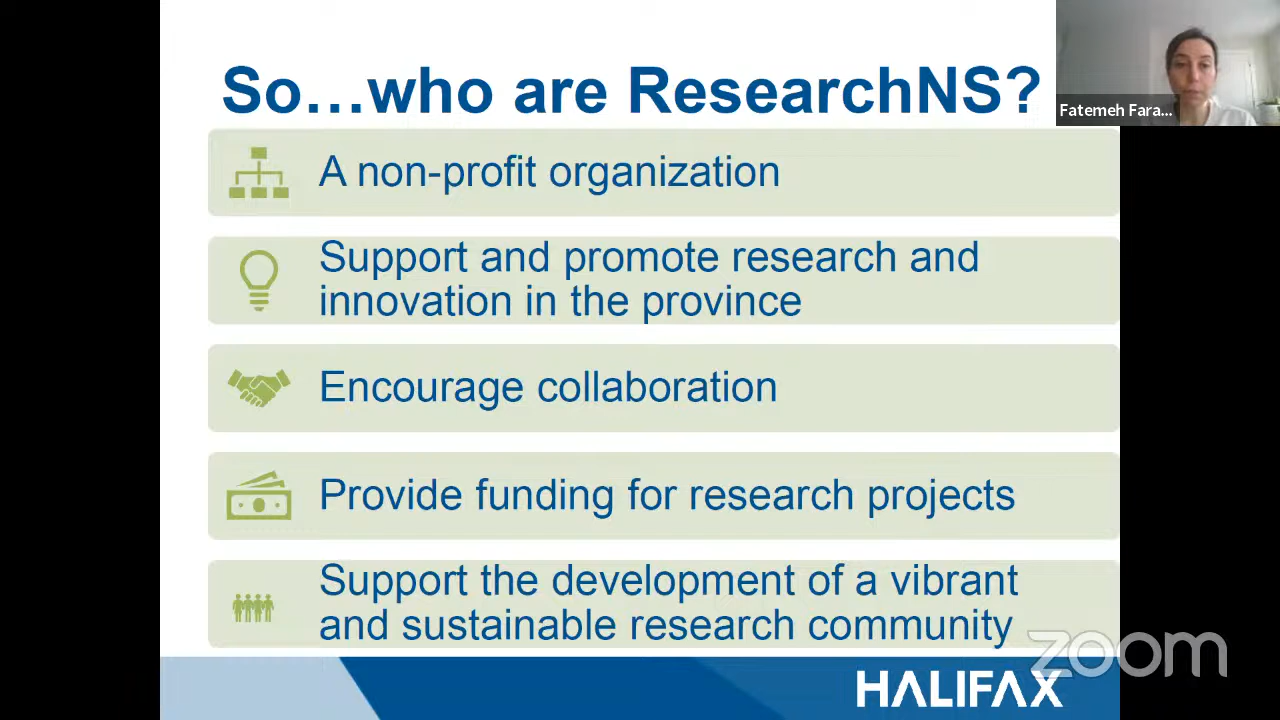 So…who are ResearchNS?
Fatemeh Fara...
A non-profit organization
Support and promote research and
innovation in the province
Encourage collaboration
Provide funding for research projects
Support the development of a vibrant
and sustainable research community
zoom
HALIFAX